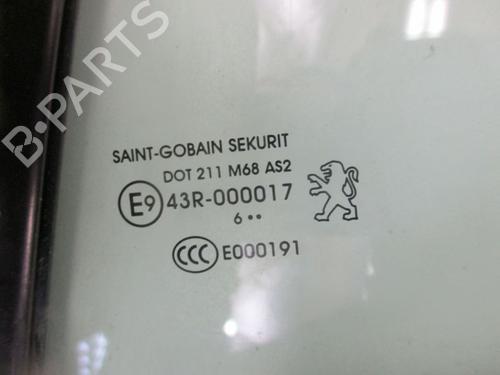 B-PARTS
SAINT-GOBAIN SEKURIT
DOT 211 M68 AS2
E9 43R-000017
6 ••
CCC E000191